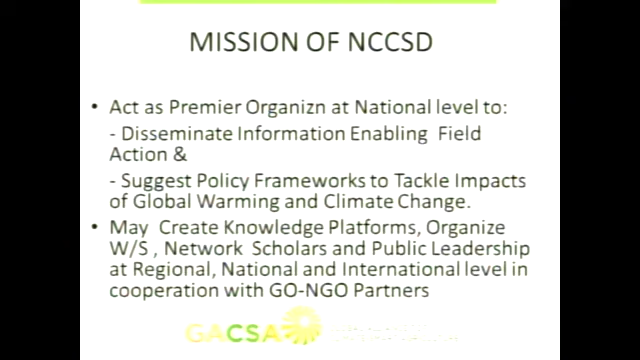 MISSION OF NCCSD
• Act as Premier Organizn at National level to:
- Disseminate Information Enabling Field
Action &
- Suggest Policy Frameworks to Tackle Impacts
of Global Warming and Climate Change.
• May Create Knowledge Platforms, Organize
W/S , Network Scholars and Public Leadership
at Regional, National and International level in
cooperation with GO-NGO Partners
GACSA